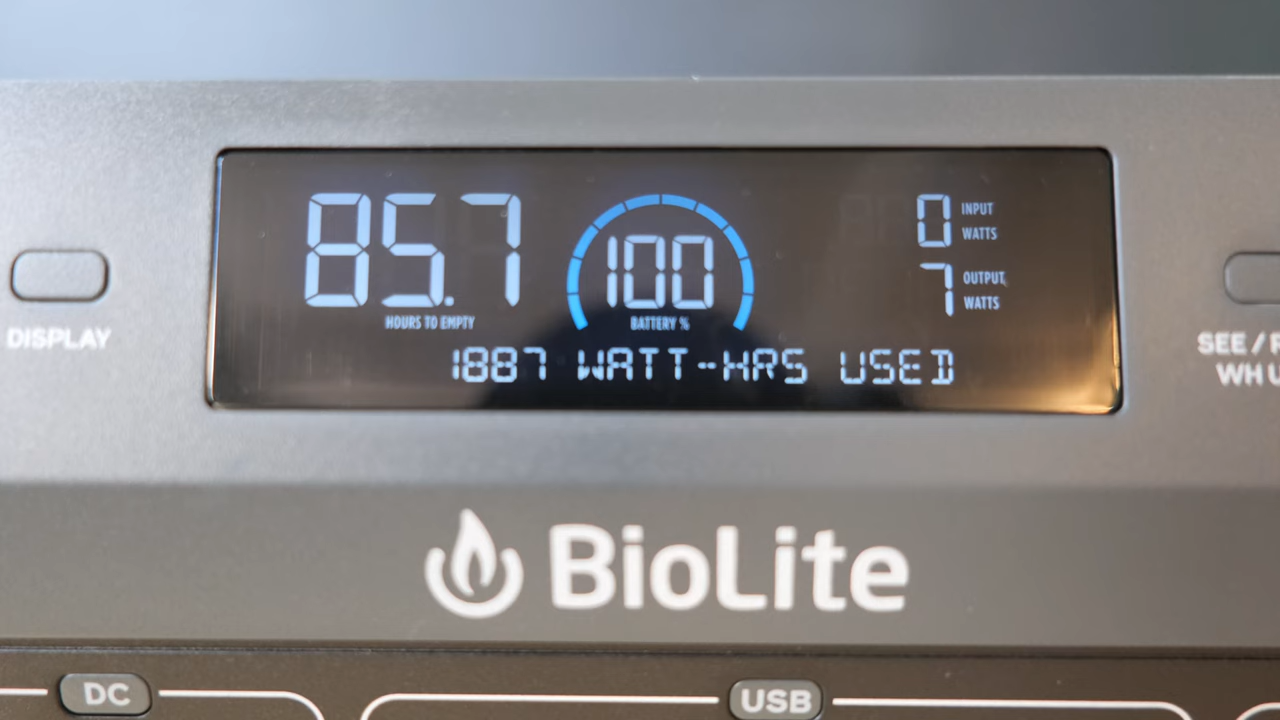 85.7
HOURS TO EMPTY
100
BATTERY %
0 INPUT WATTS
7 OUTPUT WATTS
1887 WATT-HRS USED
DISPLAY
SEE /
WH
BioLite
DC
USB